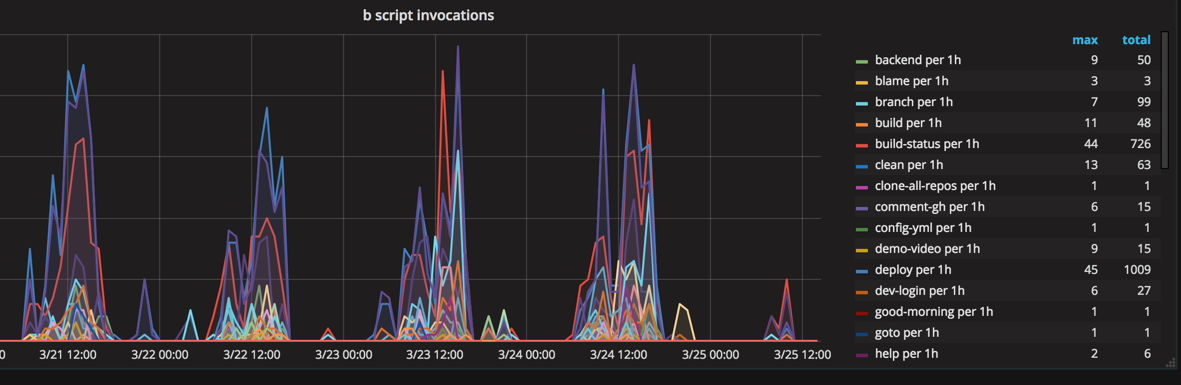 b script invocations
max total
backend per 1h 9 50
blame per 1h 3 3
branch per 1h 7 99
build per 1h 11 48
build-status per 1h 44 726
clean per 1h 13 63
clone-all-repos per 1h 1 1
comment-gh per 1h 6 15
config-yml per 1h 1 1
demo-video per 1h 9 15
deploy per 1h 45 1009
dev-login per 1h 6 27
good-morning per 1h 1 1
goto per 1h 1 1
help per 1h 2 6
0 3/21 12:00 3/22 00:00 3/22 12:00 3/23 00:00 3/23 12:00 3/24 00:00 3/24 12:00 3/25 00:00 3/25 12:00